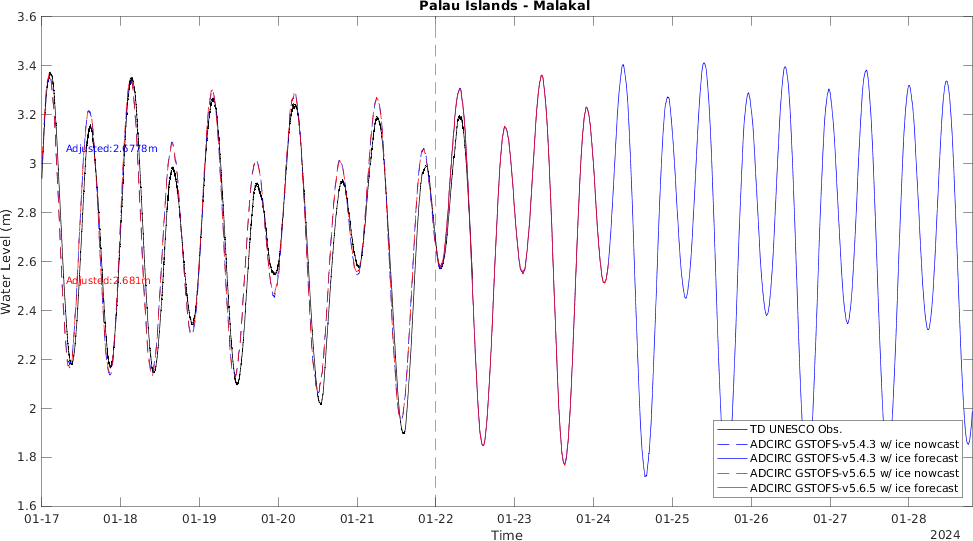 Palau Islands - Malakal
3.6
3.4
3.2
3
2.8
2.6
2.4
2.2
2
1.8
1.6
Water Level (m)
Adjusted:2.6778m
Adjusted:2.681m
TD UNESCO Obs.
ADCIRC GSTOFS-v5.4.3 w/ ice nowcast
ADCIRC GSTOFS-v5.4.3 w/ ice forecast
ADCIRC GSTOFS-v5.6.5 w/ ice nowcast
ADCIRC GSTOFS-v5.6.5 w/ ice forecast
01-17 01-18 01-19 01-20 01-21 01-22 01-23 01-24 01-25 01-26 01-27 01-28
Time
2024